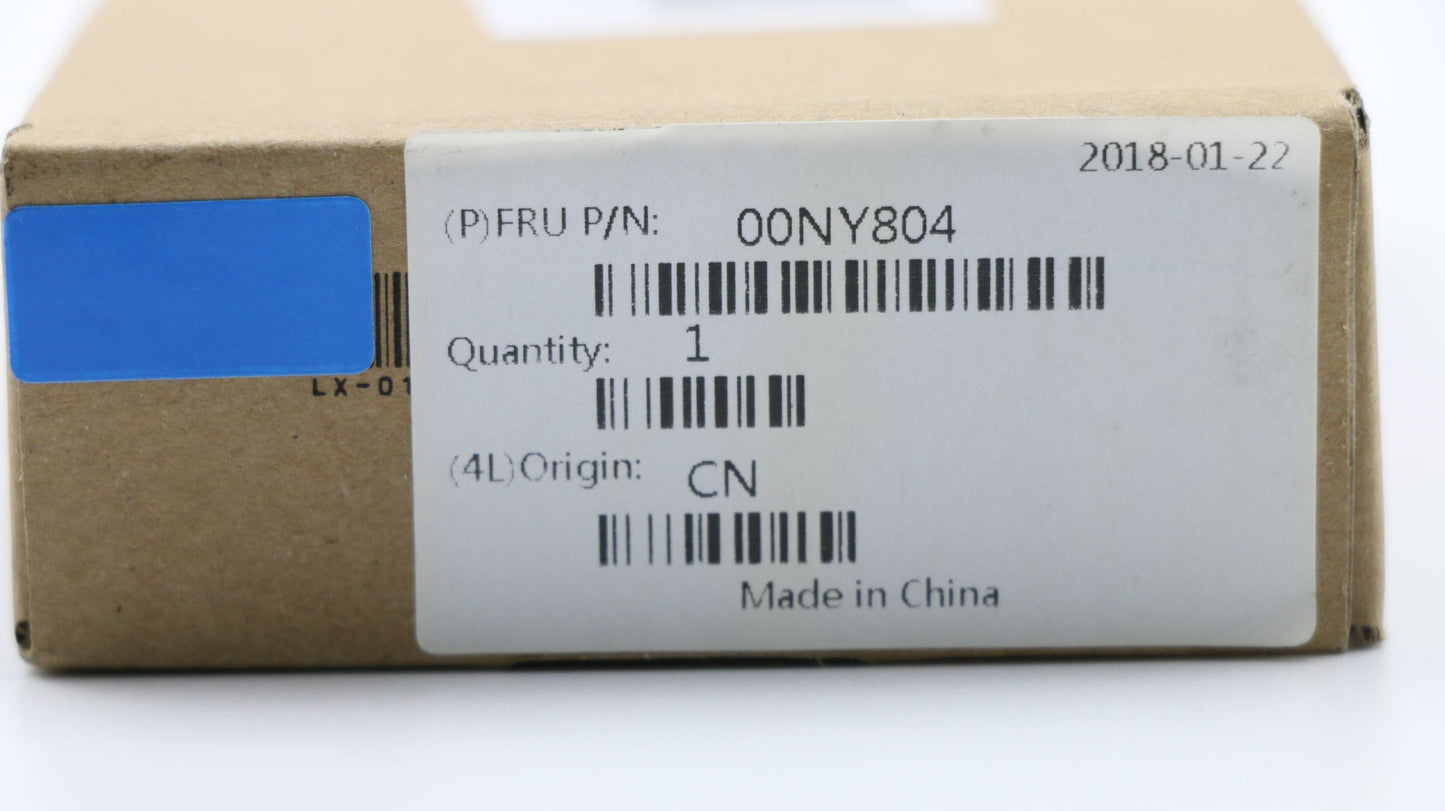 2018-01-22
(P)FRU P/N: 00NY804
Quantity: 1
LX-01
(4L)Origin: CN
Made in China